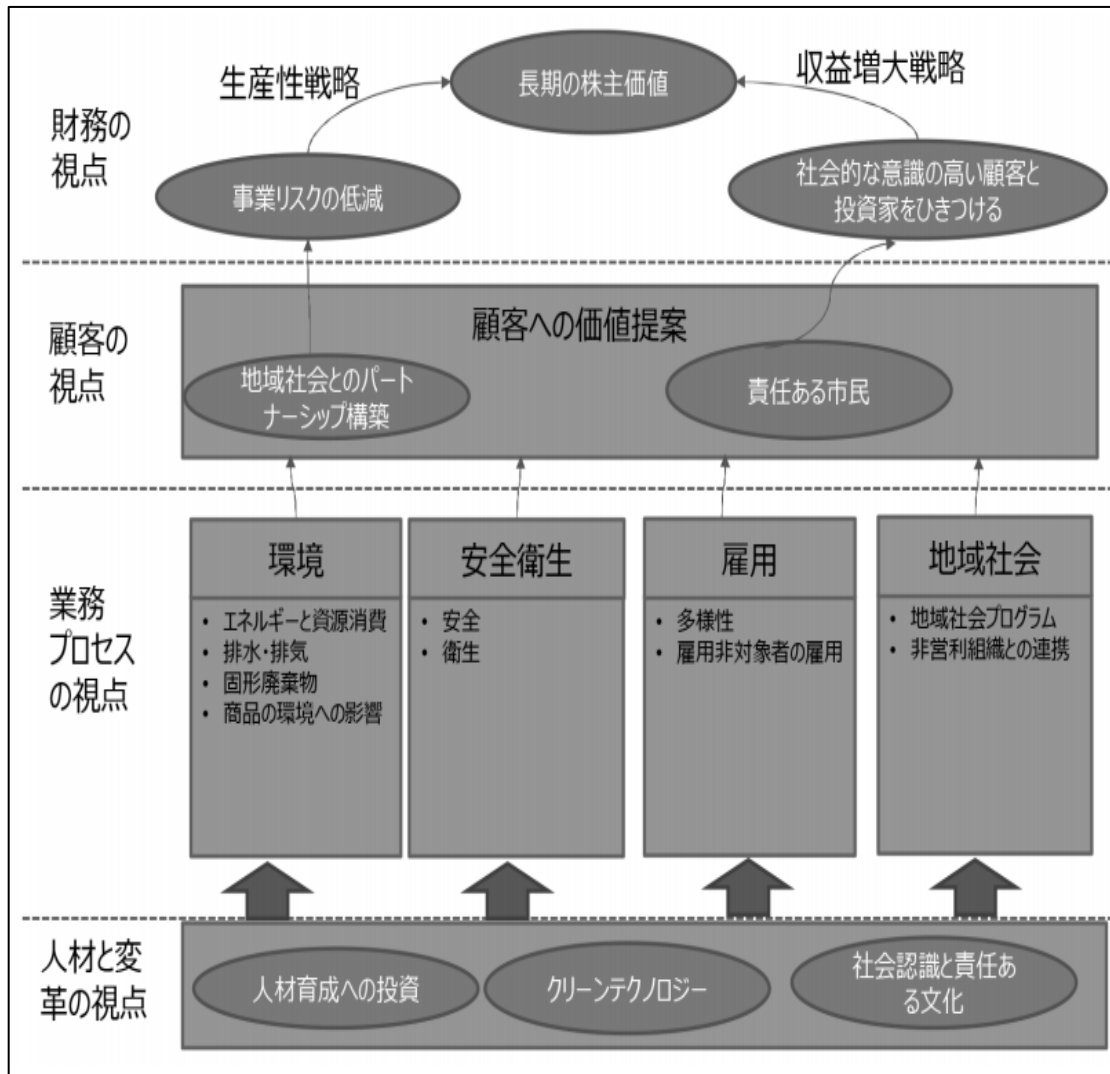 生産性戦略
長期の株主価値
収益増大戦略
財務の
視点
事業リスクの低減
社会的な意識の高い顧客と
投資家をひきつける
顧客への価値提案
顧客の
視点
地域社会とのパート
ナーシップ構築
責任ある市民
業務
プロセス
の視点
環境
• エネルギーと資源消費
• 排水・排気
• 固形廃棄物
• 商品の環境への影響
安全衛生
• 安全
• 衛生
雇用
• 多様性
• 雇用非対象者の雇用
地域社会
• 地域社会プログラム
• 非営利組織との連携
人材と変
革の視点
人材育成への投資
クリーンテクノロジー
社会認識と責任あ
る文化